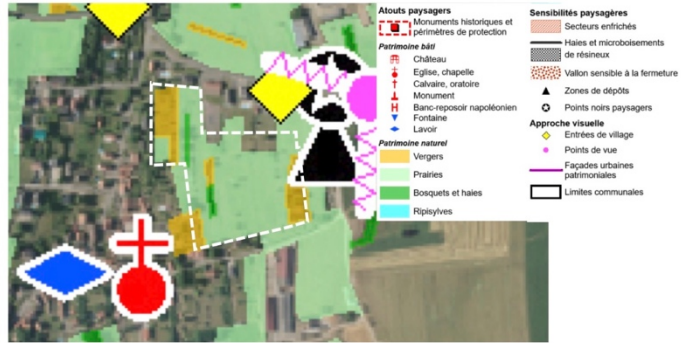 Atouts paysagers
Monuments historiques et
périmètres de protection
Patrimoine bâti
Château
Eglise, chapelle
Calvaire, oratoire
Monument
Banc-reposoir napoléonien
Fontaine
Lavoir
Patrimoine naturel
Vergers
Prairies
Bosquets et haies
Ripisylves
Sensibilités paysagères
Secteurs enfrichés
Haies et microboisements
de résineux
Vallon sensible à la fermeture
Zones de dépôts
Points noirs paysagers
Approche visuelle
Entrées de village
Points de vue
Façades urbaines
patrimoniales
Limites communales